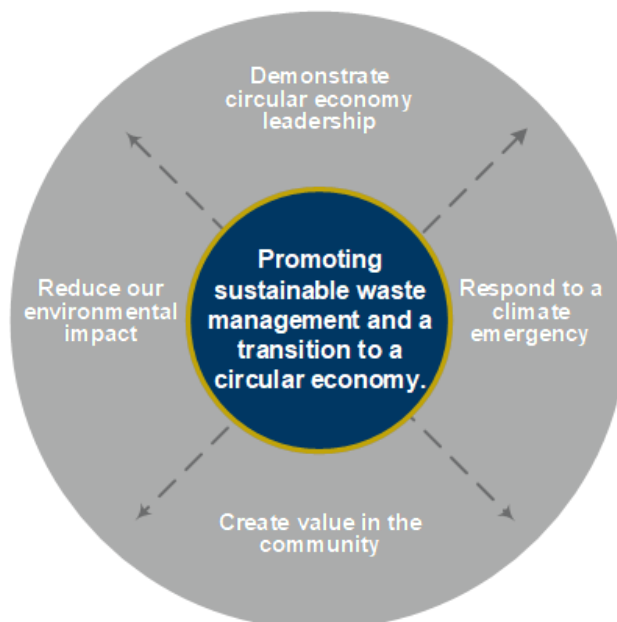 Demonstrate
circular economy
leadership
Promoting
sustainable waste
management and a
transition to a
circular economy.
Reduce our
environmental
impact
Respond to a
climate
emergency
Create value in the
community